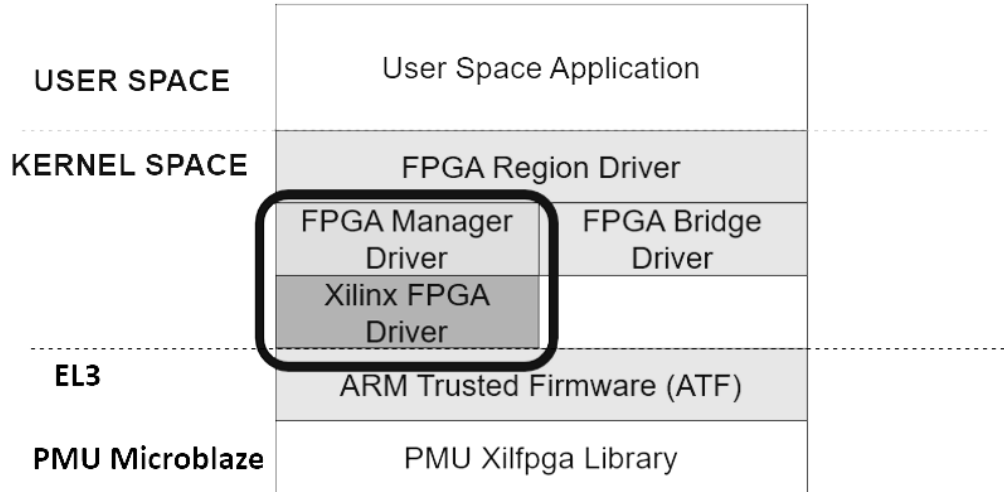 USER SPACE
User Space Application
KERNEL SPACE
FPGA Region Driver
FPGA Manager
Driver
FPGA Bridge
Driver
Xilinx FPGA
Driver
EL3
ARM Trusted Firmware (ATF)
PMU Microblaze
PMU Xilfpga Library